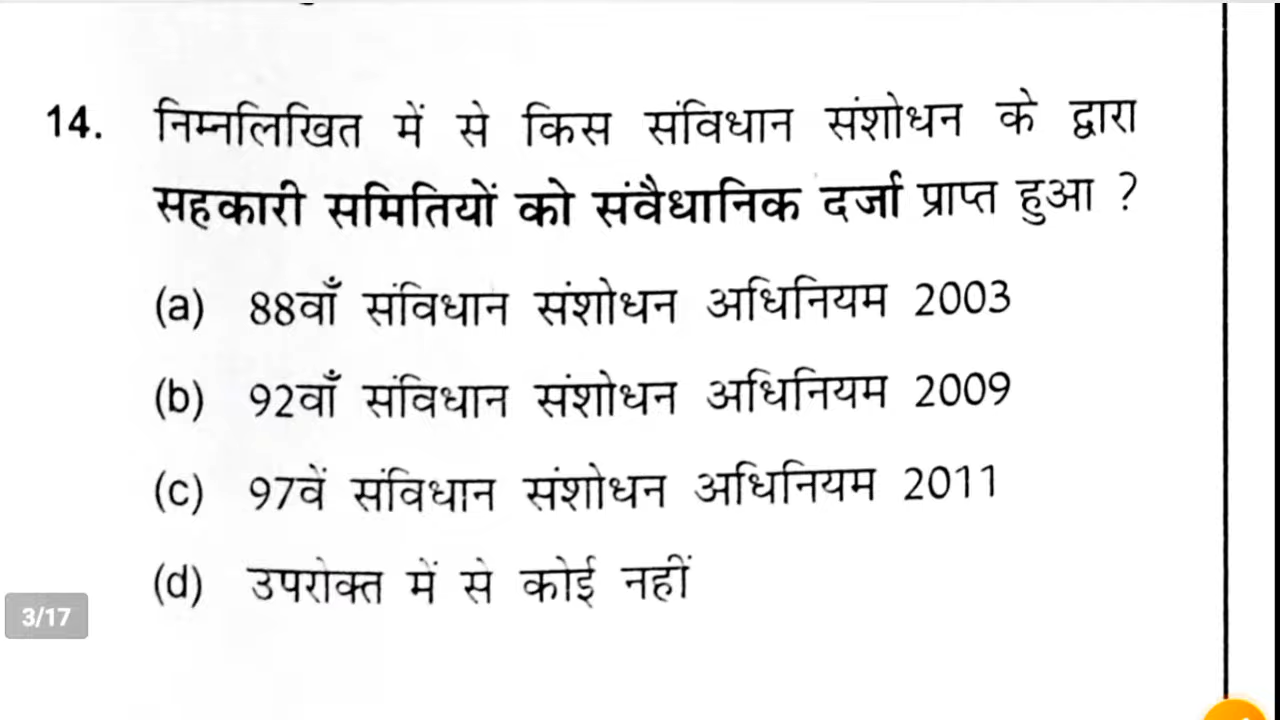 14. निम्नलिखित में से किस संविधान संशोधन के द्वारा
सहकारी समितियों को संवैधानिक दर्जा प्राप्त हुआ ?
(a) 88वाँ संविधान संशोधन अधिनियम 2003
(b) 92वाँ संविधान संशोधन अधिनियम 2009
(c) 97वें संविधान संशोधन अधिनियम 2011
(d) उपरोक्त में से कोई नहीं
3/17